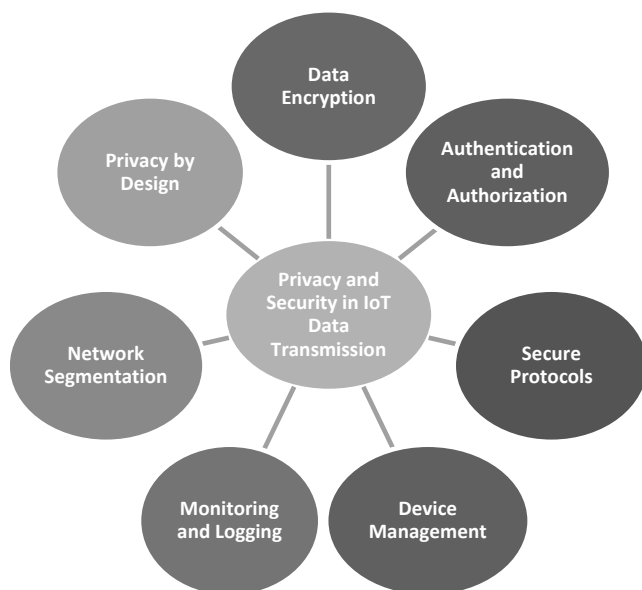 Data
Encryption
Authentication
and
Authorization
Secure
Protocols
Device
Management
Monitoring
and Logging
Network
Segmentation
Privacy by
Design
Privacy and
Security in IoT
Data
Transmission